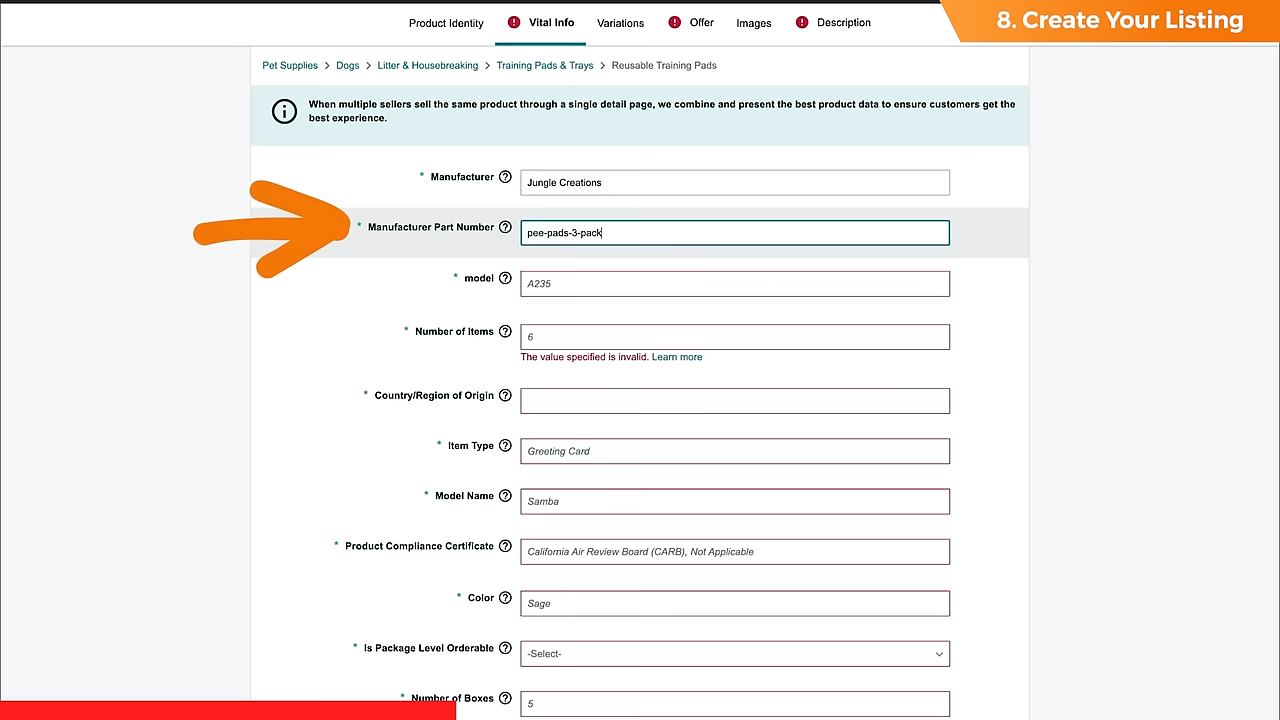 Product Identity
Vital Info
Variations
Offer
Images
Description
8. Create Your Listing
Pet Supplies > Dogs > Litter & Housebreaking > Training Pads & Trays > Reusable Training Pads
When multiple sellers sell the same product through a single detail page, we combine and present the best product data to ensure customers get the
best experience.
* Manufacturer ? Jungle Creations
* Manufacturer Part Number ? pee-pads-3-pack
* model ? A235
* Number of Items ? 6
The value specified is invalid. Learn more
* Country/Region of Origin ?
* Item Type ? Greeting Card
* Model Name ? Samba
* Product Compliance Certificate ? California Air Review Board (CARB), Not Applicable
* Color ? Sage
* Is Package Level Orderable ? -Select-
* Number of Boxes ? 5